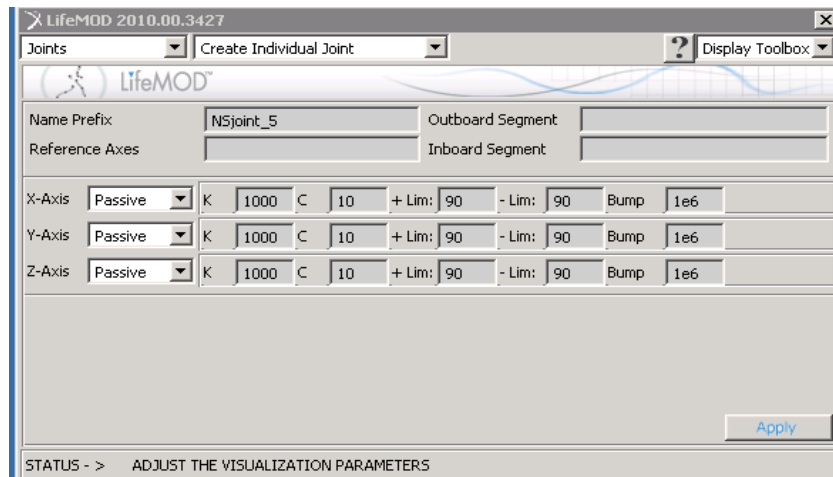 LifeMOD 2010.00.3427 X
Joints Create Individual Joint ? Display Toolbox
LifeMOD™
Name Prefix NSjoint_5 Outboard Segment
Reference Axes Inboard Segment
X-Axis Passive K 1000 C 10 + Lim: 90 - Lim: 90 Bump 1e6
Y-Axis Passive K 1000 C 10 + Lim: 90 - Lim: 90 Bump 1e6
Z-Axis Passive K 1000 C 10 + Lim: 90 - Lim: 90 Bump 1e6
Apply
STATUS - > ADJUST THE VISUALIZATION PARAMETERS